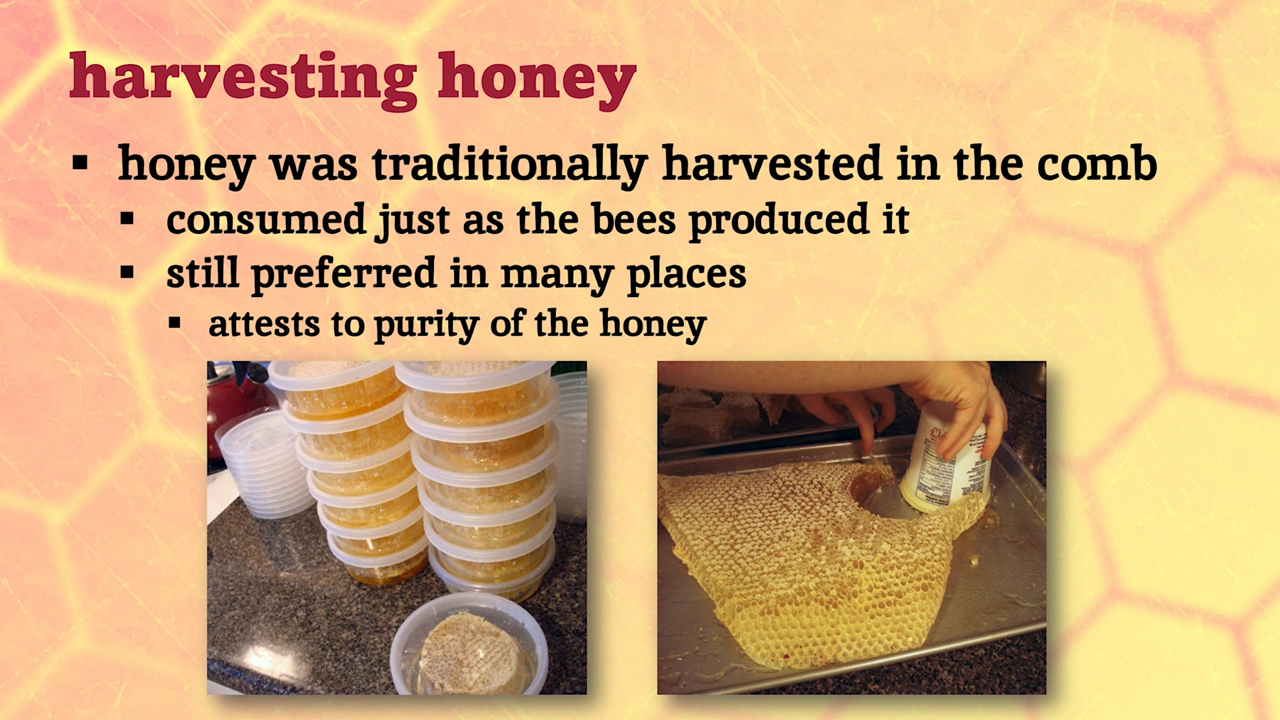 harvesting honey
▪ honey was traditionally harvested in the comb
▪ consumed just as the bees produced it
▪ still preferred in many places
▪ attests to purity of the honey